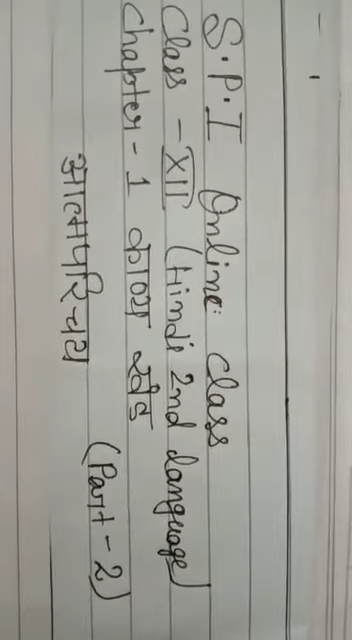 S.P.I Online: Class
Class - XII (Hindi 2nd language)
Chapter - 1 काव्य खंड
आत्मपरिचय (Part - 2)